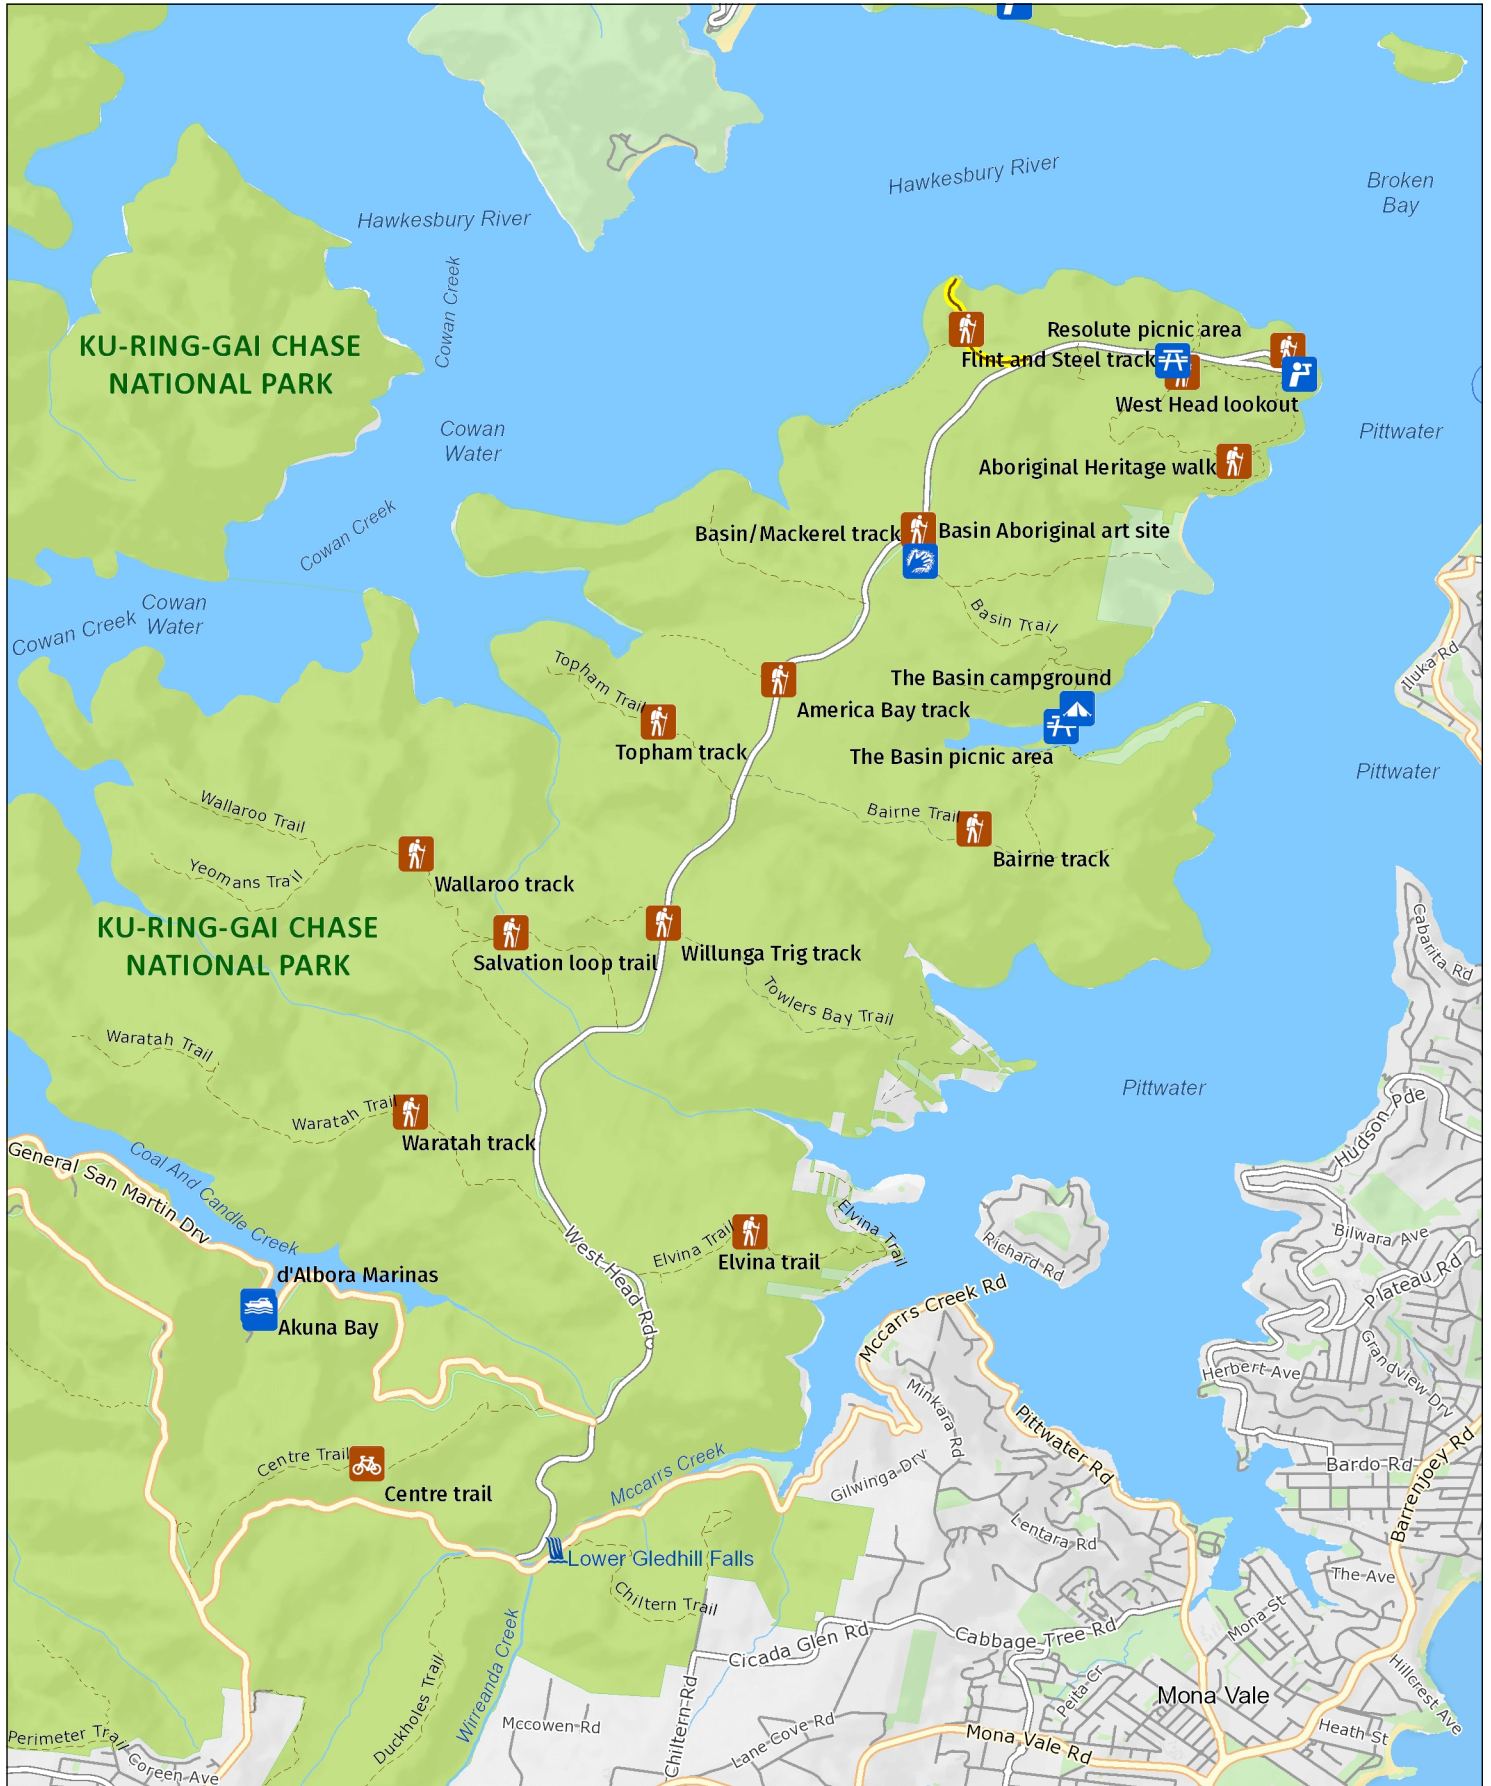 Hawkesbury River
Broken
Bay
Hawkesbury River
Cowan Creek
KU-RING-GAI CHASE
NATIONAL PARK
Resolute picnic area
Flint and Steel track
West Head lookout
Cowan
Water
Pittwater
Aboriginal Heritage walk
Cowan Creek
Basin/Mackerel track
Basin Aboriginal art site
Cowan
Water
Cowan Creek
Basin Trail
Iluka Rd
Topham Trail
The Basin campground
America Bay track
Topham track
The Basin picnic area
Pittwater
Wallaroo Trail
Bairne Trail
Bairne track
Yeomans Trail
Wallaroo track
KU-RING-GAI CHASE
NATIONAL PARK
Salvation loop trail
Willunga Trig track
Cabarita Rd
Towlers Bay Trail
Waratah Trail
Pittwater
Waratah Trail
Waratah track
Hudson Pde
General San Martin Drv
Coal And Candle Creek
Elvina Trail
Elvina Trail
Elvina trail
West Head Rd
Richard Rd
Bilwara Ave
Plateau Rd
d'Albora Marinas
Akuna Bay
Mccarrs Creek Rd
Herbert Ave
Grandview Drv
Minkara Rd
Pittwater Rd
Centre Trail
Centre trail
Mccarrs Creek
Gilwinga Drv
Bardo Rd
Barrenjoey Rd
Lentara Rd
Lower Gledhill Falls
Chiltern Trail
The Ave
Mona St
Cicada Glen Rd
Cabbage Tree Rd
Wirreanda Creek
Duckholes Trail
Peita Cr
Mona Vale
Hillcrest Ave
Perimeter Trail
Coreen Ave
Mccowen Rd
Chiltern Rd
Lane Cove Rd
Mona Vale Rd
Heath St